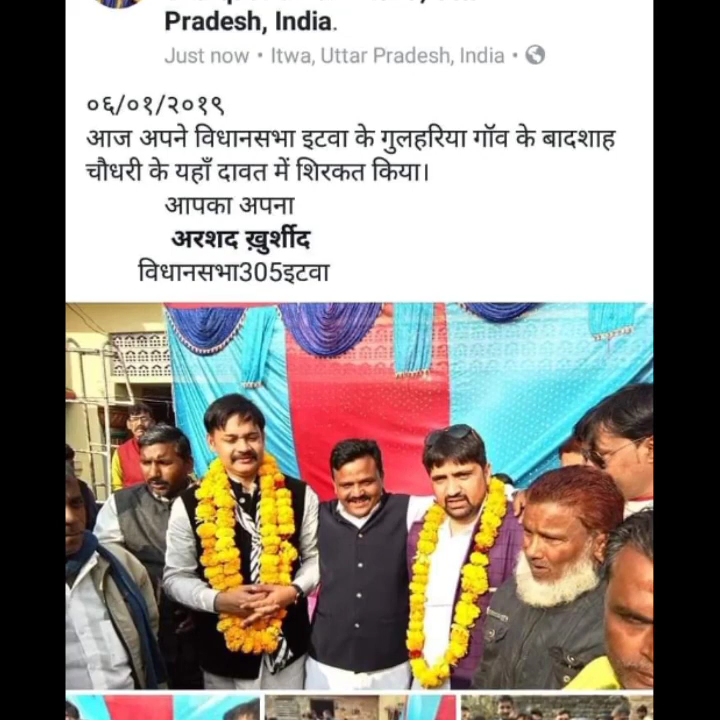 Pradesh, India.
Just now • Itwa, Uttar Pradesh, India •
०६/०१/२०१९
आज अपने विधानसभा इटवा के गुलहरिया गॉव के बादशाह
चौधरी के यहाँ दावत में शिरकत किया।
आपका अपना
अरशद ख़ुर्शीद
विधानसभा305इटवा